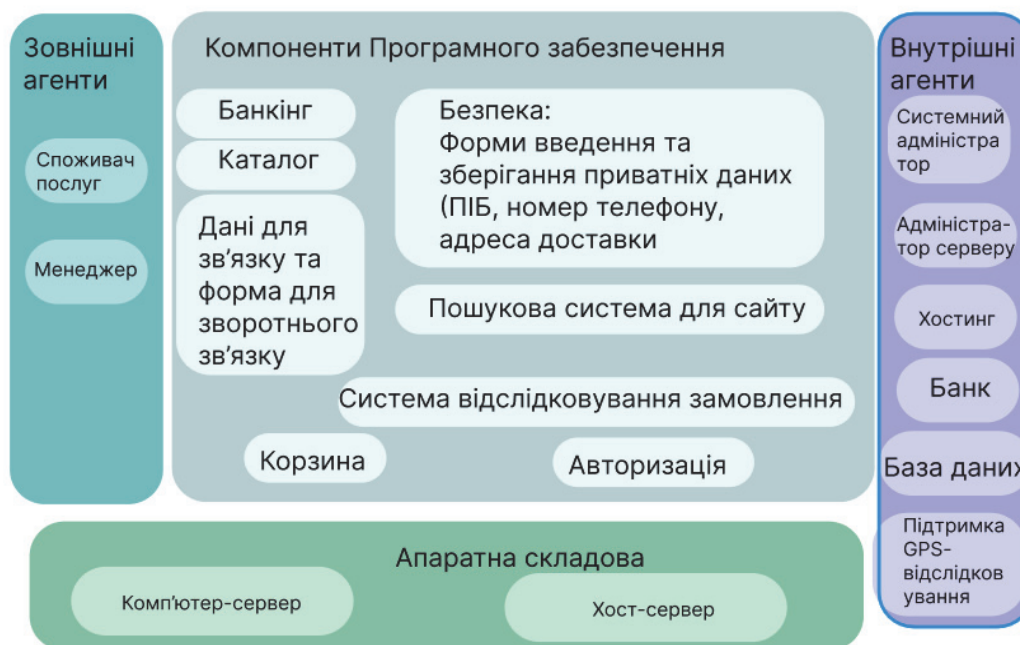 Зовнішні
агенти
Споживач
послуг
Менеджер
Компоненти Програмного забезпечення
Банкінг
Каталог
Дані для
зв’язку та
форма для
зворотнього
зв’язку
Безпека:
Форми введення та
зберігання приватніх даних
(ПІБ, номер телефону,
адреса доставки
Пошукова система для сайту
Система відслідковування замовлення
Корзина
Авторизація
Внутрішні
агенти
Системний
адміністра
тор
Адміністра-
тор серверу
Хостинг
Банк
База даних
Підтримка
GPS-
відслідков
ування
Апаратна складова
Комп’ютер-сервер
Хост-сервер